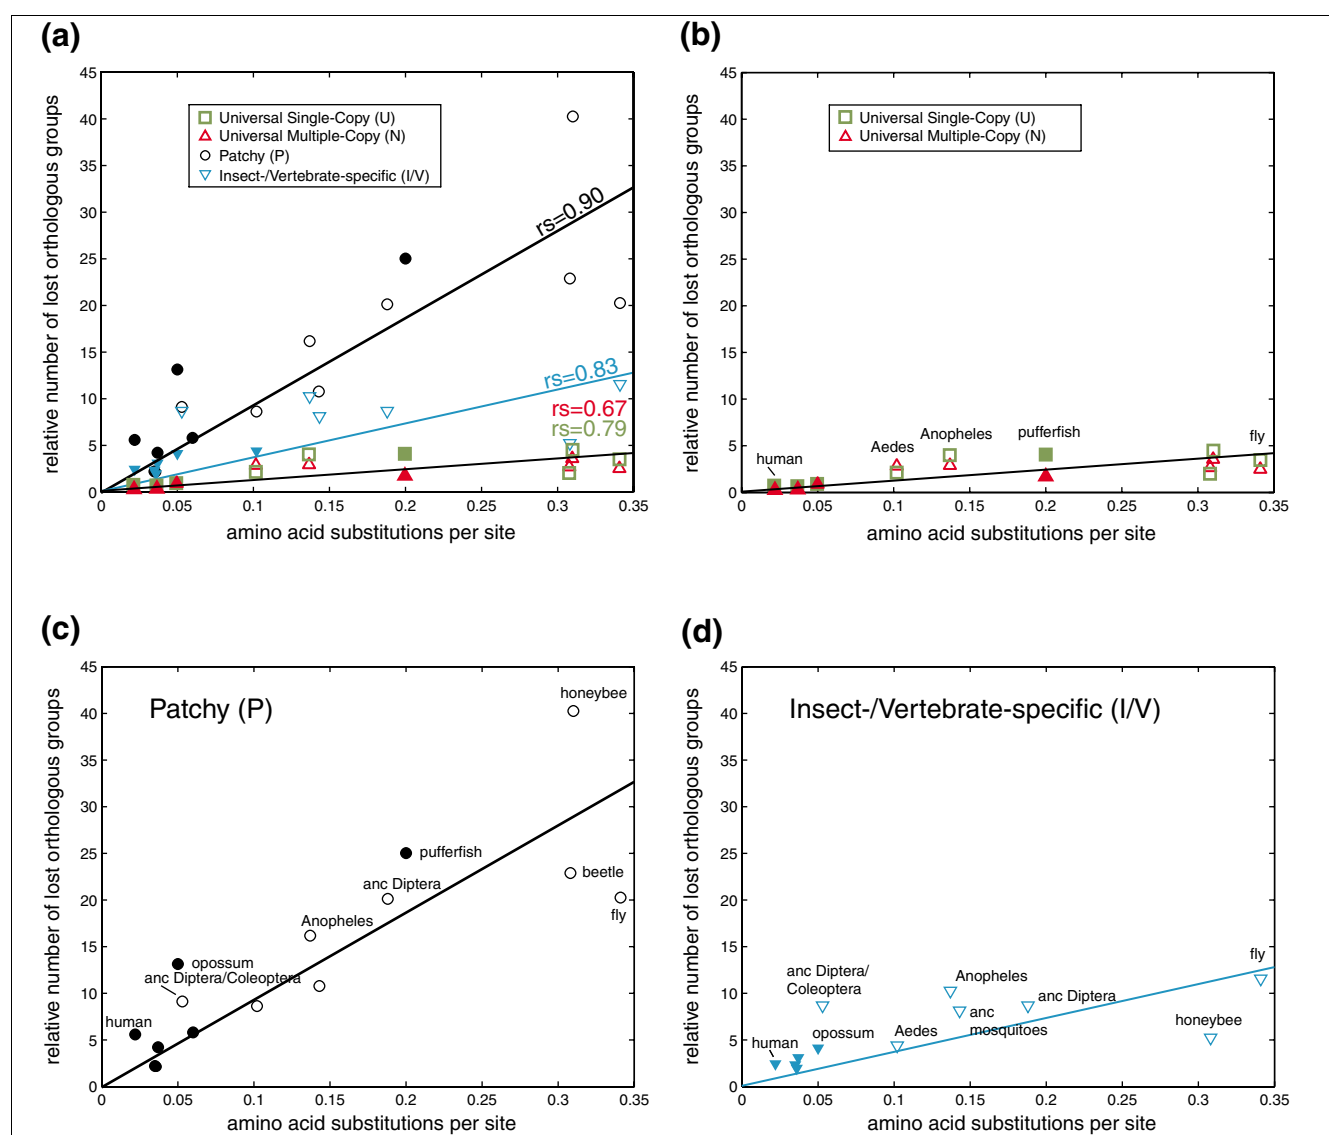 (a)
relative number of lost orthologous groups
45
40
35
30
25
20
15
10
5
0
Universal Single-Copy (U)
Universal Multiple-Copy (N)
Patchy (P)
Insect-/Vertebrate-specific (I/V)
rs=0.90
rs=0.83
rs=0.67
rs=0.79
0 0.05 0.1 0.15 0.2 0.25 0.3 0.35
amino acid substitutions per site
(b)
relative number of lost orthologous groups
45
40
35
30
25
20
15
10
5
0
Universal Single-Copy (U)
Universal Multiple-Copy (N)
human
Aedes
Anopheles
pufferfish
fly
0 0.05 0.1 0.15 0.2 0.25 0.3 0.35
amino acid substitutions per site
(c)
relative number of lost orthologous groups
45
40
35
30
25
20
15
10
5
0
Patchy (P)
honeybee
pufferfish
beetle
anc Diptera
fly
Anopheles
opossum
anc Diptera/Coleoptera
human
0 0.05 0.1 0.15 0.2 0.25 0.3 0.35
amino acid substitutions per site
(d)
relative number of lost orthologous groups
45
40
35
30
25
20
15
10
5
0
Insect-/Vertebrate-specific (I/V)
fly
anc Diptera/
Coleoptera
Anopheles
anc Diptera
anc
mosquitoes
honeybee
opossum
Aedes
human
0 0.05 0.1 0.15 0.2 0.25 0.3 0.35
amino acid substitutions per site